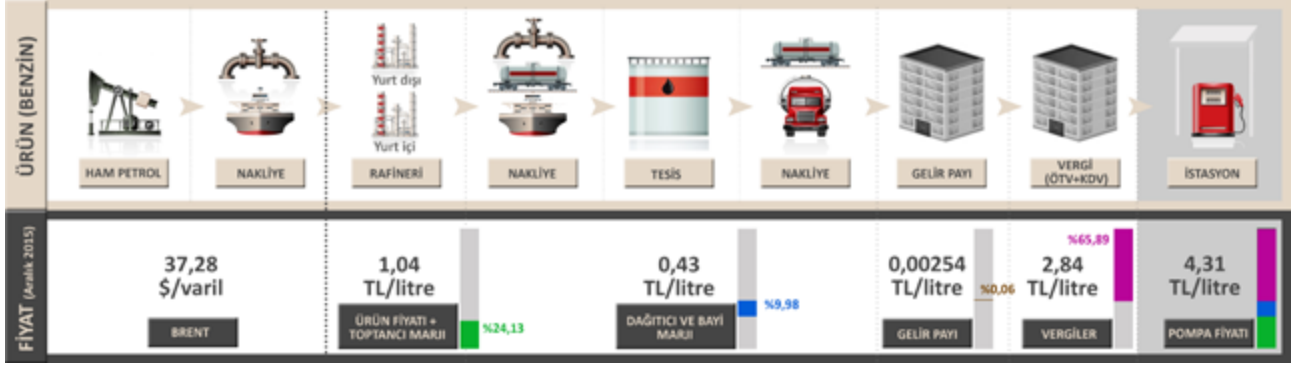 ÜRÜN (BENZİN)
Yurt dışı
Yurt içi
HAM PETROL
NAKLİYE
RAFİNERİ
NAKLİYE
TESİS
NAKLİYE
GELİR PAYI
VERGİ
(ÖTV+KDV)
İSTASYON
FİYAT (Aralık 2015)
37,28
$/varil
BRENT
1,04
TL/litre
ÜRÜN FİYATI +
TOPTANCI MARJI
%24,13
0,43
TL/litre
DAĞITICI VE BAYİ
MARJI
%9,98
0,00254
TL/litre
GELİR PAYI
%0,06
%65,89
2,84
TL/litre
VERGİLER
4,31
TL/litre
POMPA FİYATI